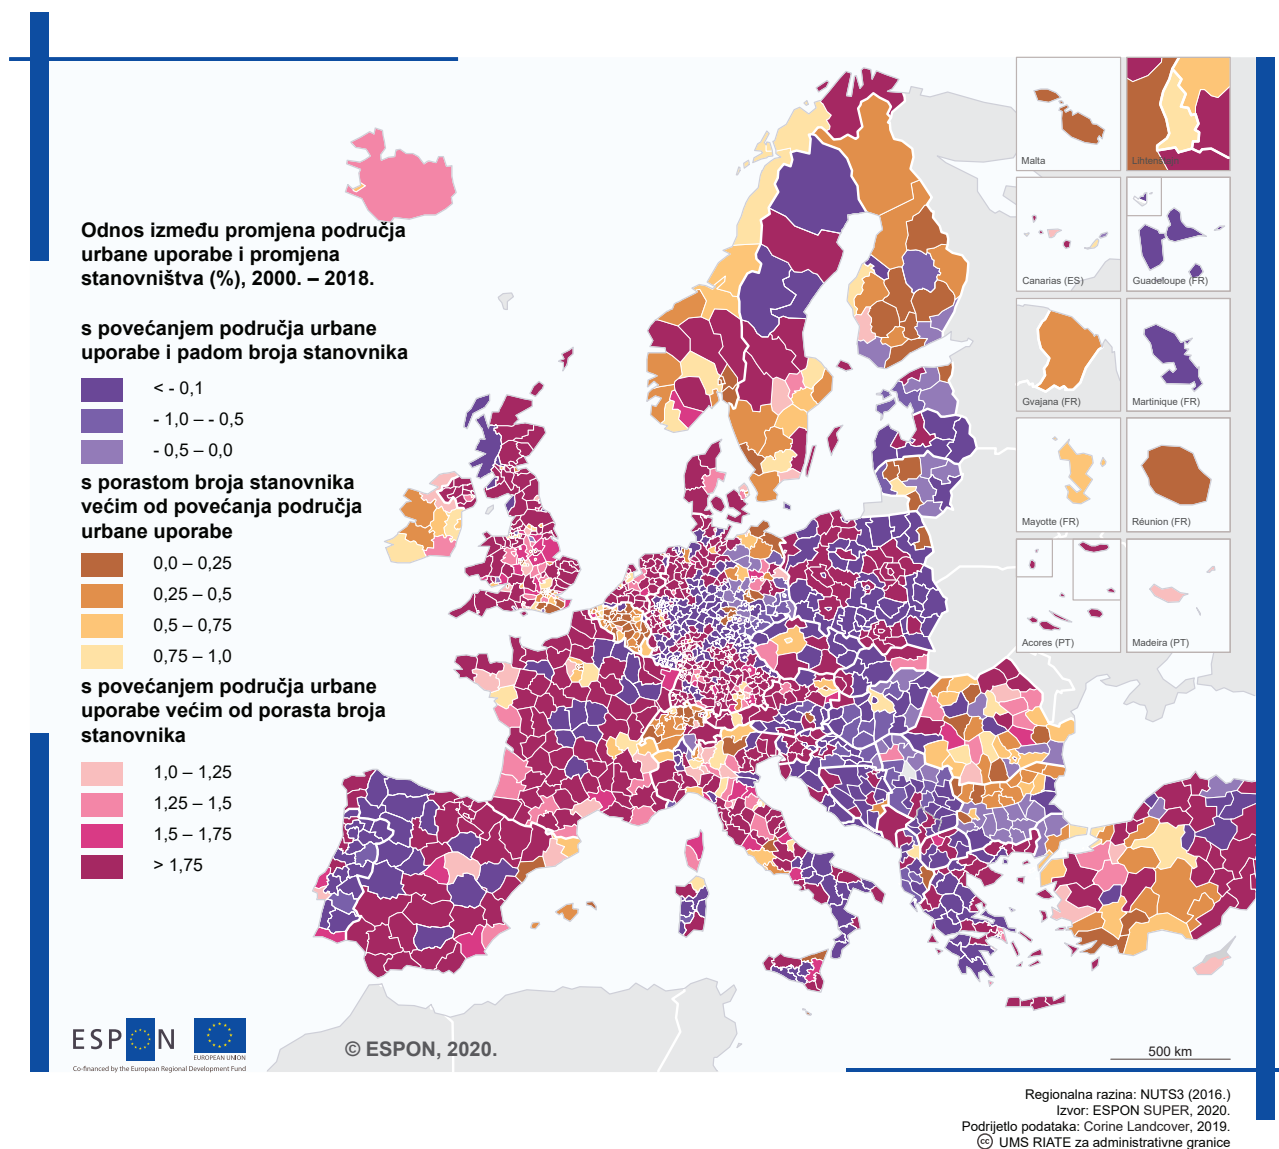 Odnos između promjena područja
urbane uporabe i promjena
stanovništva (%), 2000. – 2018.
s povećanjem područja urbane
uporabe i padom broja stanovnika
< - 0,1
- 1,0 – - 0,5
- 0,5 – 0,0
s porastom broja stanovnika
većim od povećanja područja
urbane uporabe
0,0 – 0,25
0,25 – 0,5
0,5 – 0,75
0,75 – 1,0
s povećanjem područja urbane
uporabe većim od porasta broja
stanovnika
1,0 – 1,25
1,25 – 1,5
1,5 – 1,75
> 1,75
Malta
Canarias (ES)
Guadeloupe (FR)
Gvajana (FR)
Martinique (FR)
Mayotte (FR)
Réunion (FR)
Acores (PT)
Madeira (PT)
ESPON
EUROPEAN UNION
Co-financed by the European Regional Development Fund
© ESPON, 2020.
500 km
Regionalna razina: NUTS3 (2016.)
Izvor: ESPON SUPER, 2020.
Podrijetlo podataka: Corine Landcover, 2019.
cc UMS RIATE za administrativne granice